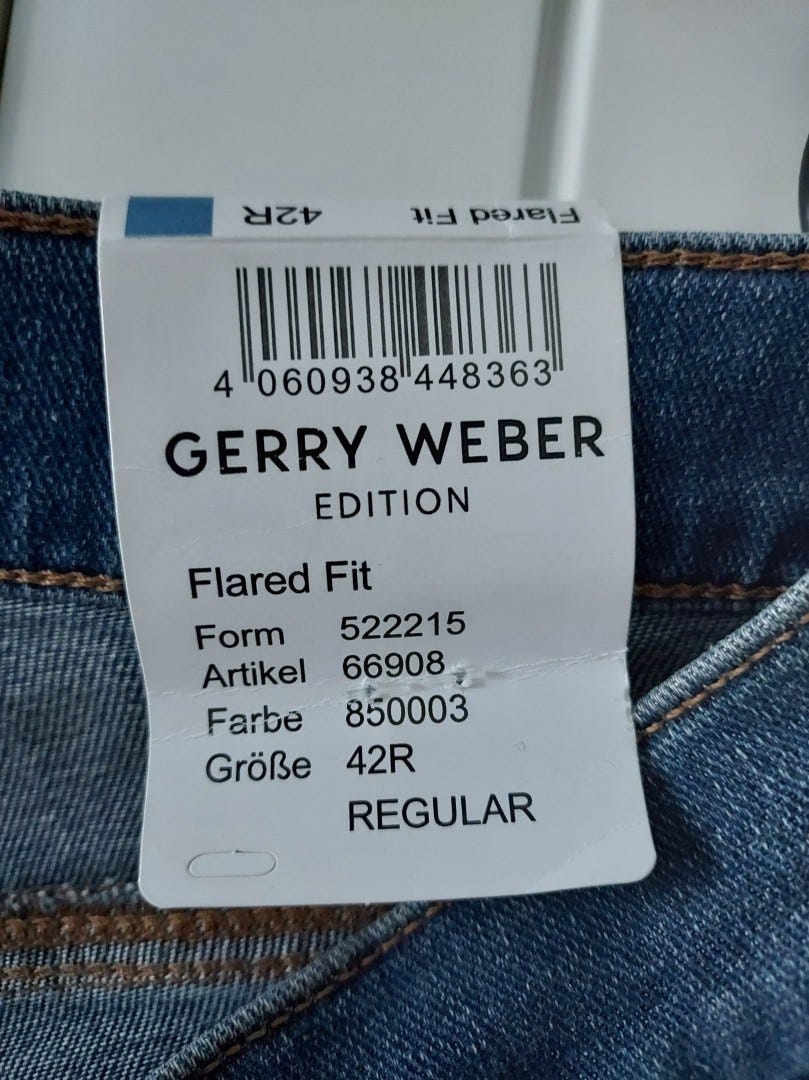 42R Flared Fit
4 060938 448363
GERRY WEBER
EDITION
Flared Fit
Form 522215
Artikel 66908
Farbe 850003
Größe 42R
REGULAR